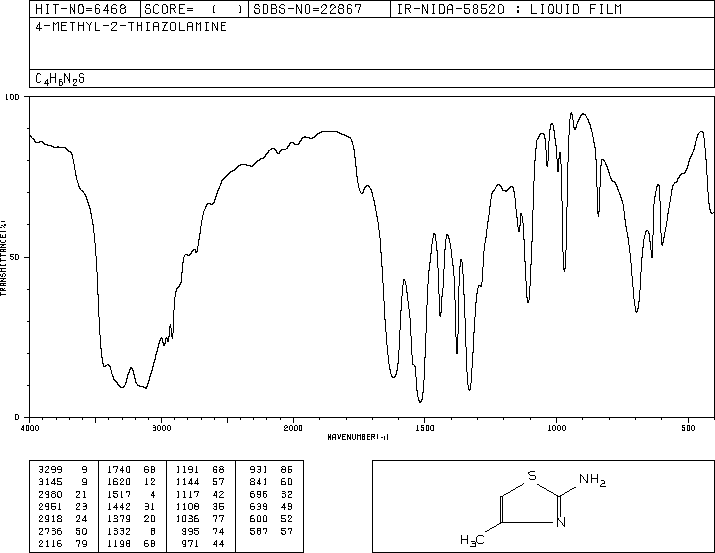 HIT-NO=6468 SCORE= ( ) SDBS-NO=22867 IR-NIDA-58520 : LIQUID FILM
4-METHYL-2-THIAZOLAMINE
C4H6N2S
100
50
0
TRANSMITTANCE(%)
4000 3000 2000 1500 1000 500
WAVENUMBER(-1)
3299 9 1740 68 1191 68 931 86
3145 9 1620 12 1144 57 841 60
2980 21 1517 4 1117 42 696 32
2951 23 1442 31 1108 35 639 49
2918 24 1379 20 1036 77 600 52
2736 50 1332 8 995 74 587 57
2116 79 1198 68 971 44
S
NH2
N
H3C